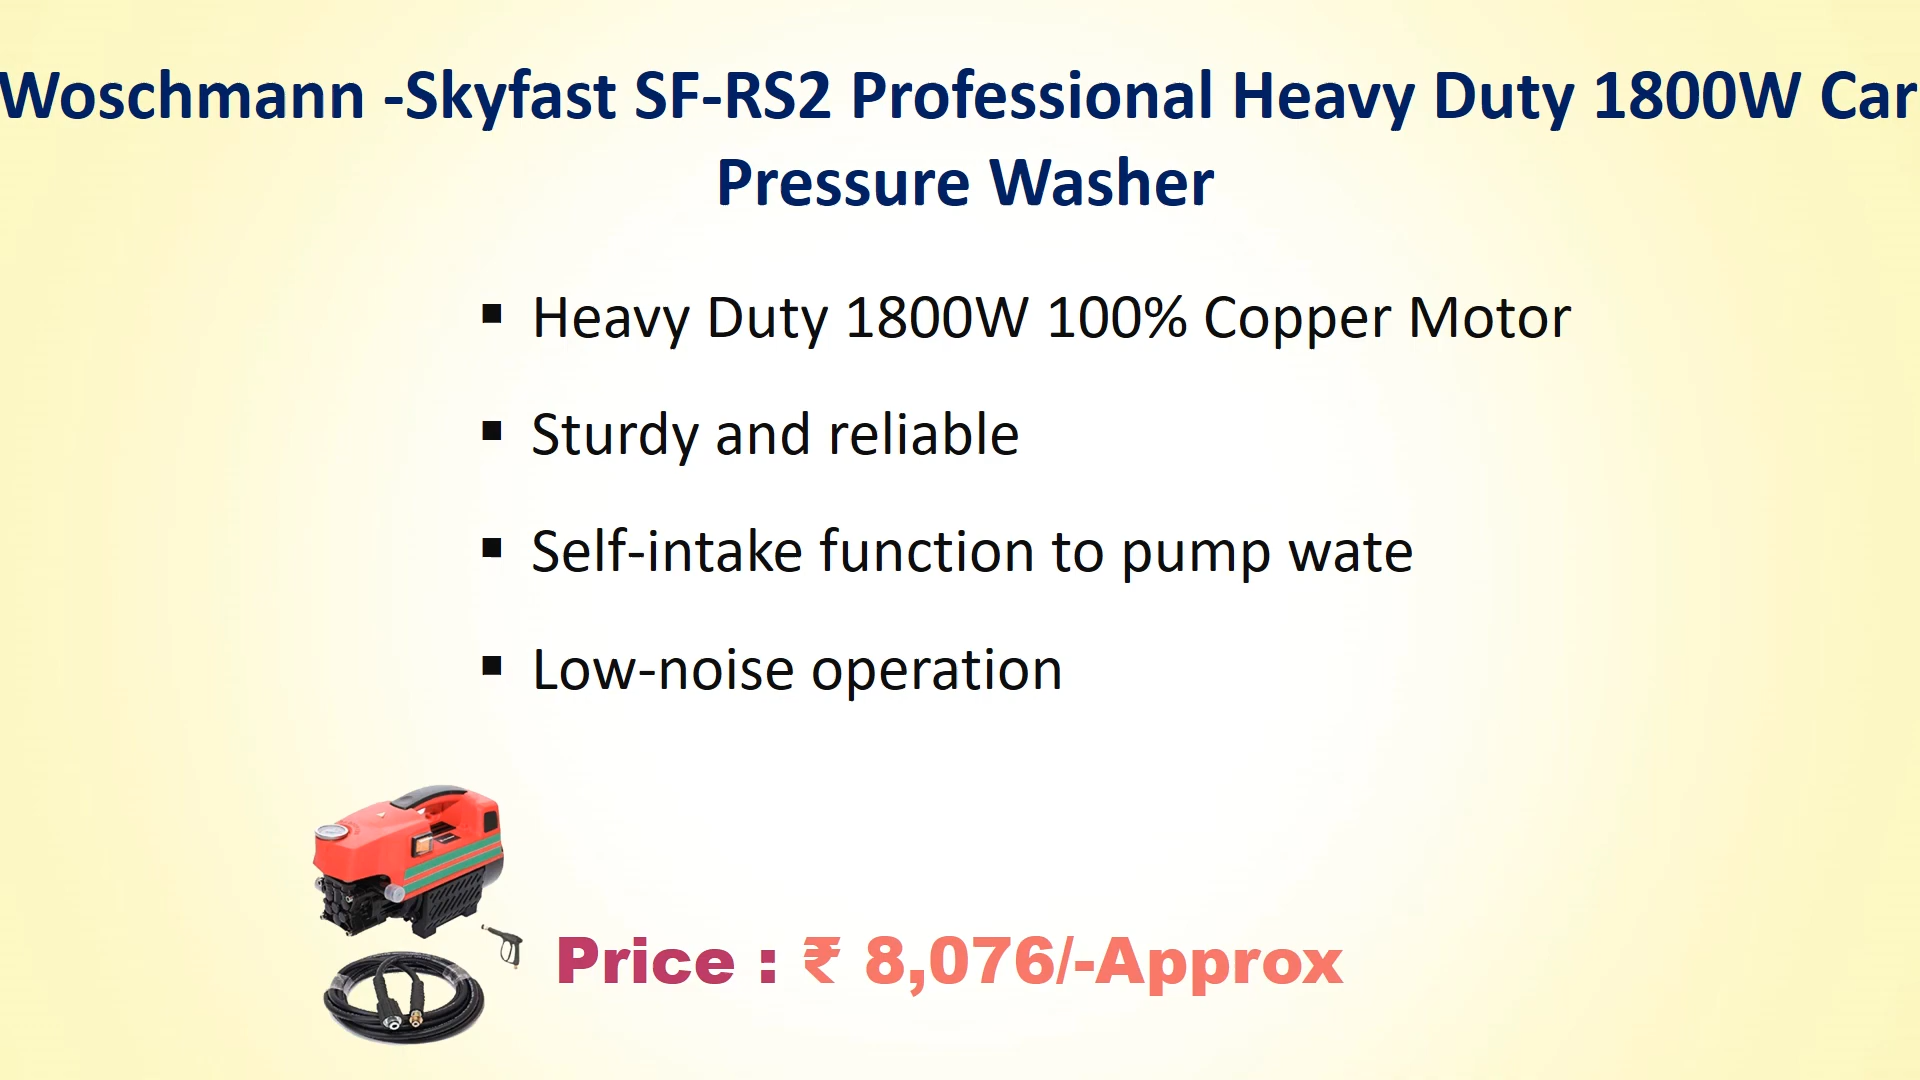 Woschmann -Skyfast SF-RS2 Professional Heavy Duty 1800W Car
Pressure Washer
▪ Heavy Duty 1800W 100% Copper Motor
▪ Sturdy and reliable
▪ Self-intake function to pump wate
▪ Low-noise operation
Price : ₹ 8,076/-Approx